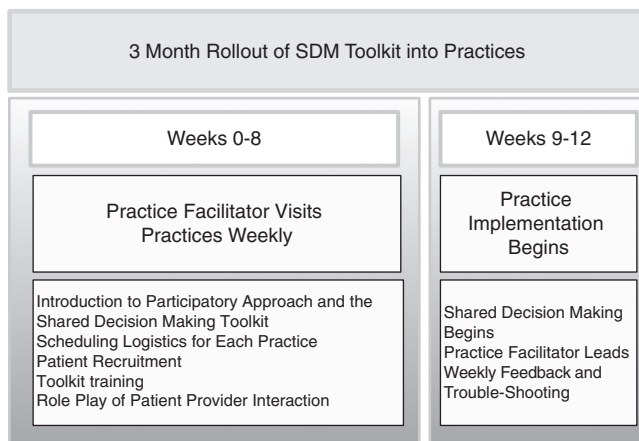 3 Month Rollout of SDM Toolkit into Practices
Weeks 0-8
Practice Facilitator Visits
Practices Weekly
Introduction to Participatory Approach and the
Shared Decision Making Toolkit
Scheduling Logistics for Each Practice
Patient Recruitment
Toolkit training
Role Play of Patient Provider Interaction
Weeks 9-12
Practice
Implementation
Begins
Shared Decision Making
Begins
Practice Facilitator Leads
Weekly Feedback and
Trouble-Shooting